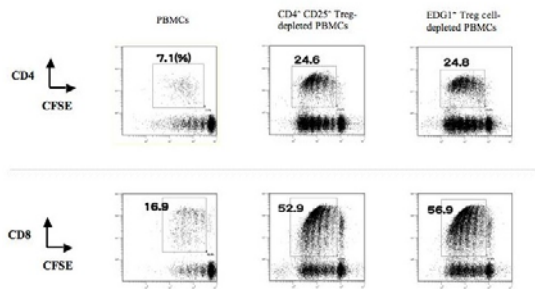 PBMCs
CD4⁺ CD25⁺ Treg-
depleted PBMCs
EDG1⁺ Treg cell-
depleted PBMCs
CD4
CFSE
7.1(%)
24.6
24.8
CD8
CFSE
16.9
52.9
56.9